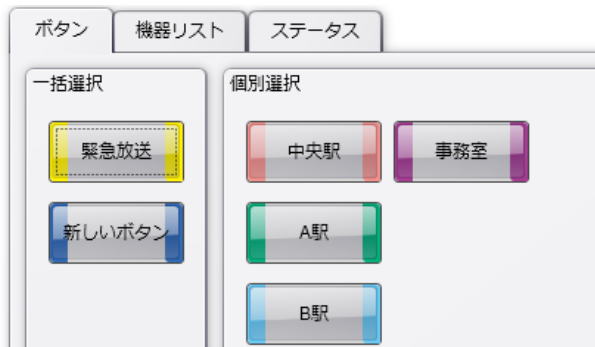 ボタン
機器リスト
ステータス
一括選択
緊急放送
新しいボタン
個別選択
中央駅
事務室
A駅
B駅